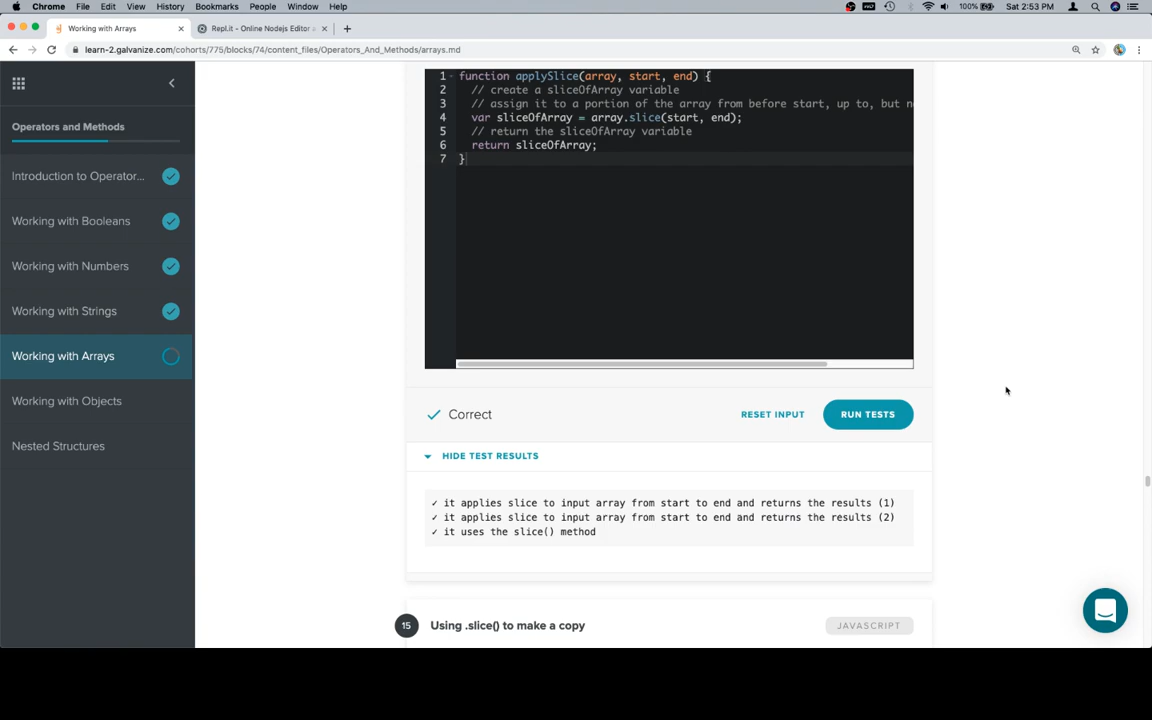 Chrome File Edit View History Bookmarks People Window Help
100% Sat 2:53 PM
Working with Arrays
Repl.it - Online Nodejs Editor a
learn-2.galvanize.com/cohorts/775/blocks/74/content_files/Operators_And_Methods/arrays.md
Operators and Methods
Introduction to Operator...
Working with Booleans
Working with Numbers
Working with Strings
Working with Arrays
Working with Objects
Nested Structures
1 function applySlice(array, start, end) {
2 // create a sliceOfArray variable
3 // assign it to a portion of the array from before start, up to, but n
4 var sliceOfArray = array.slice(start, end);
5 // return the sliceOfArray variable
6 return sliceOfArray;
7 }
Correct
RESET INPUT
RUN TESTS
HIDE TEST RESULTS
✓ it applies slice to input array from start to end and returns the results (1)
✓ it applies slice to input array from start to end and returns the results (2)
✓ it uses the slice() method
15 Using .slice() to make a copy
JAVASCRIPT